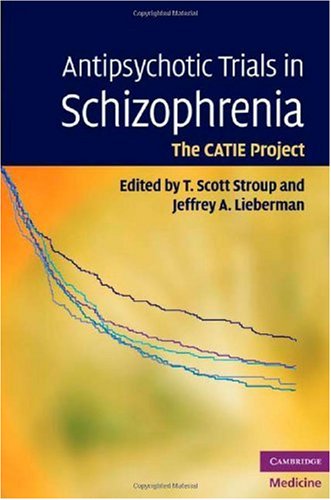 Antipsychotic Trials in
Schizophrenia
The CATIE Project
Edited by T. Scott Stroup and
Jeffrey A. Lieberman
CAMBRIDGE
Medicine